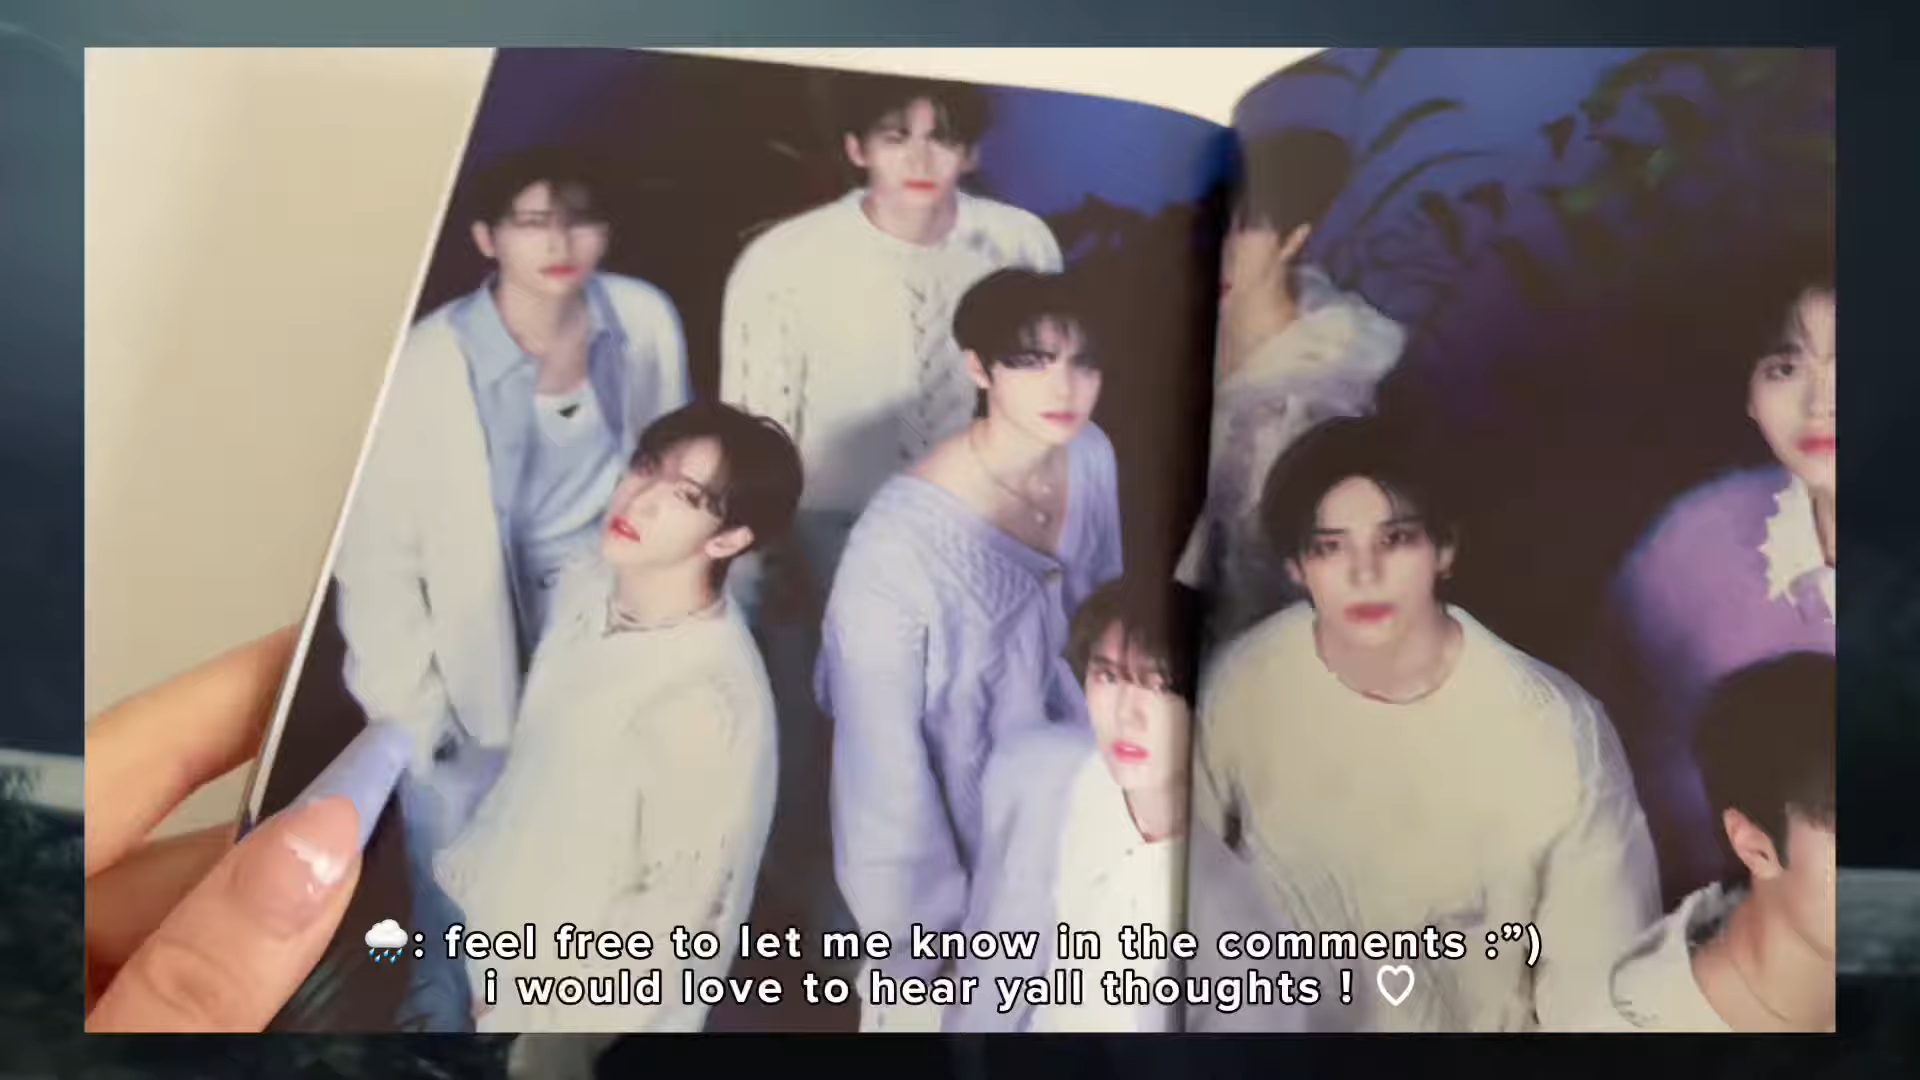 🌧️: feel free to let me know in the comments :”)
i would love to hear yall thoughts ! ♡